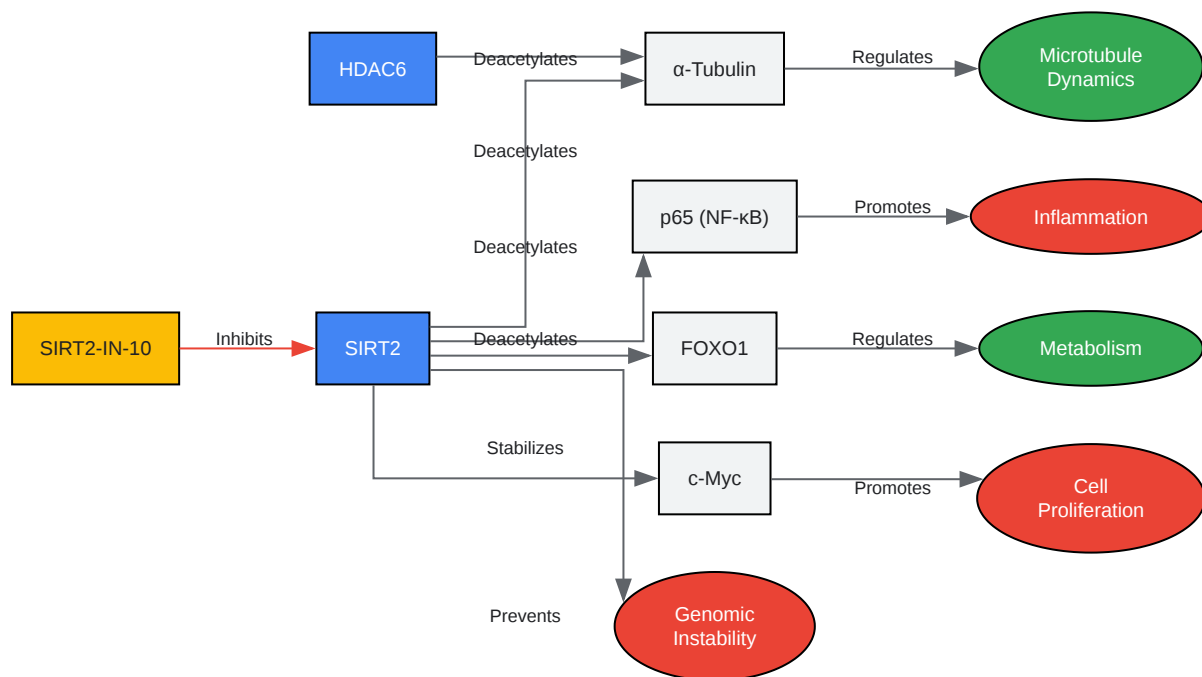 HDAC6
Deacetylates
α-Tubulin
Regulates
Microtubule
Dynamics
Deacetylates
p65 (NF-κB)
Promotes
Inflammation
Deacetylates
SIRT2-IN-10
Inhibits
SIRT2
Deacetylates
FOXO1
Regulates
Metabolism
Stabilizes
c-Myc
Promotes
Cell
Proliferation
Prevents
Genomic
Instability